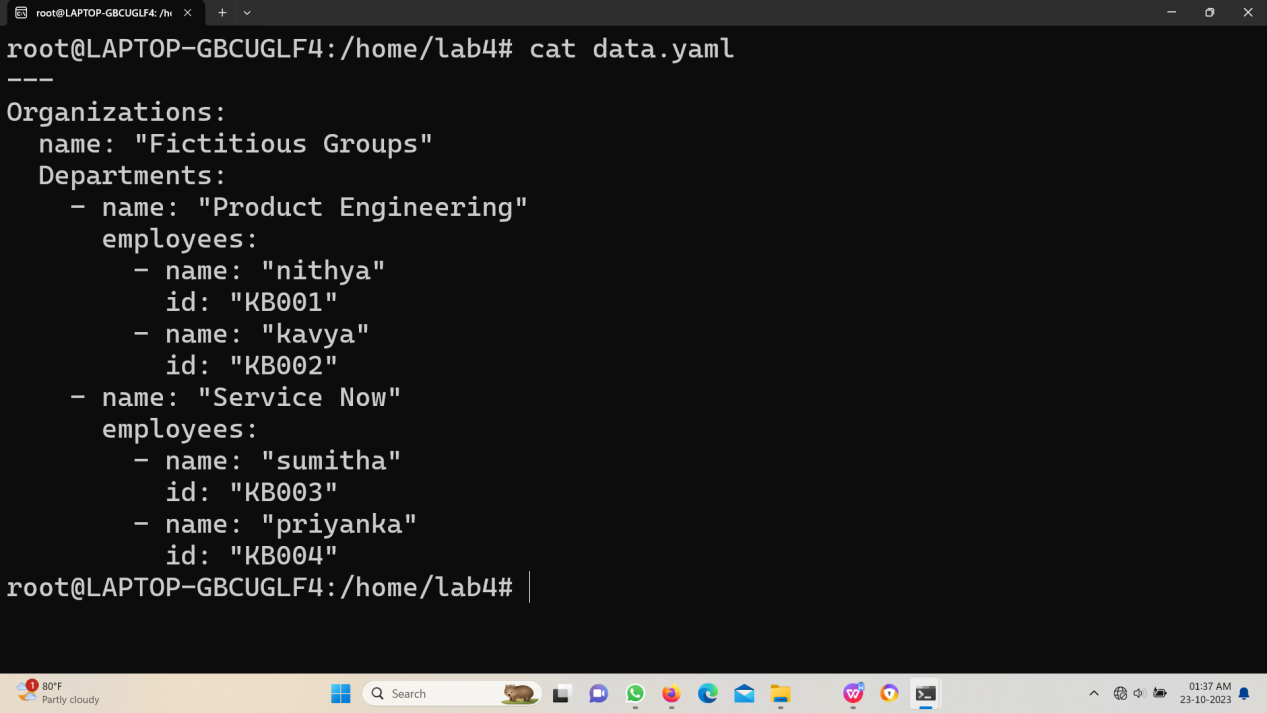 root@LAPTOP-GBCUGLF4: /h
root@LAPTOP-GBCUGLF4:/home/lab4# cat data.yaml
---
Organizations:
  name: "Fictitious Groups"
  Departments:
    - name: "Product Engineering"
      employees:
        - name: "nithya"
          id: "KB001"
        - name: "kavya"
          id: "KB002"
    - name: "Service Now"
      employees:
        - name: "sumitha"
          id: "KB003"
        - name: "priyanka"
          id: "KB004"
root@LAPTOP-GBCUGLF4:/home/lab4#
1
80°F
Partly cloudy
Search
01:37 AM
23-10-2023